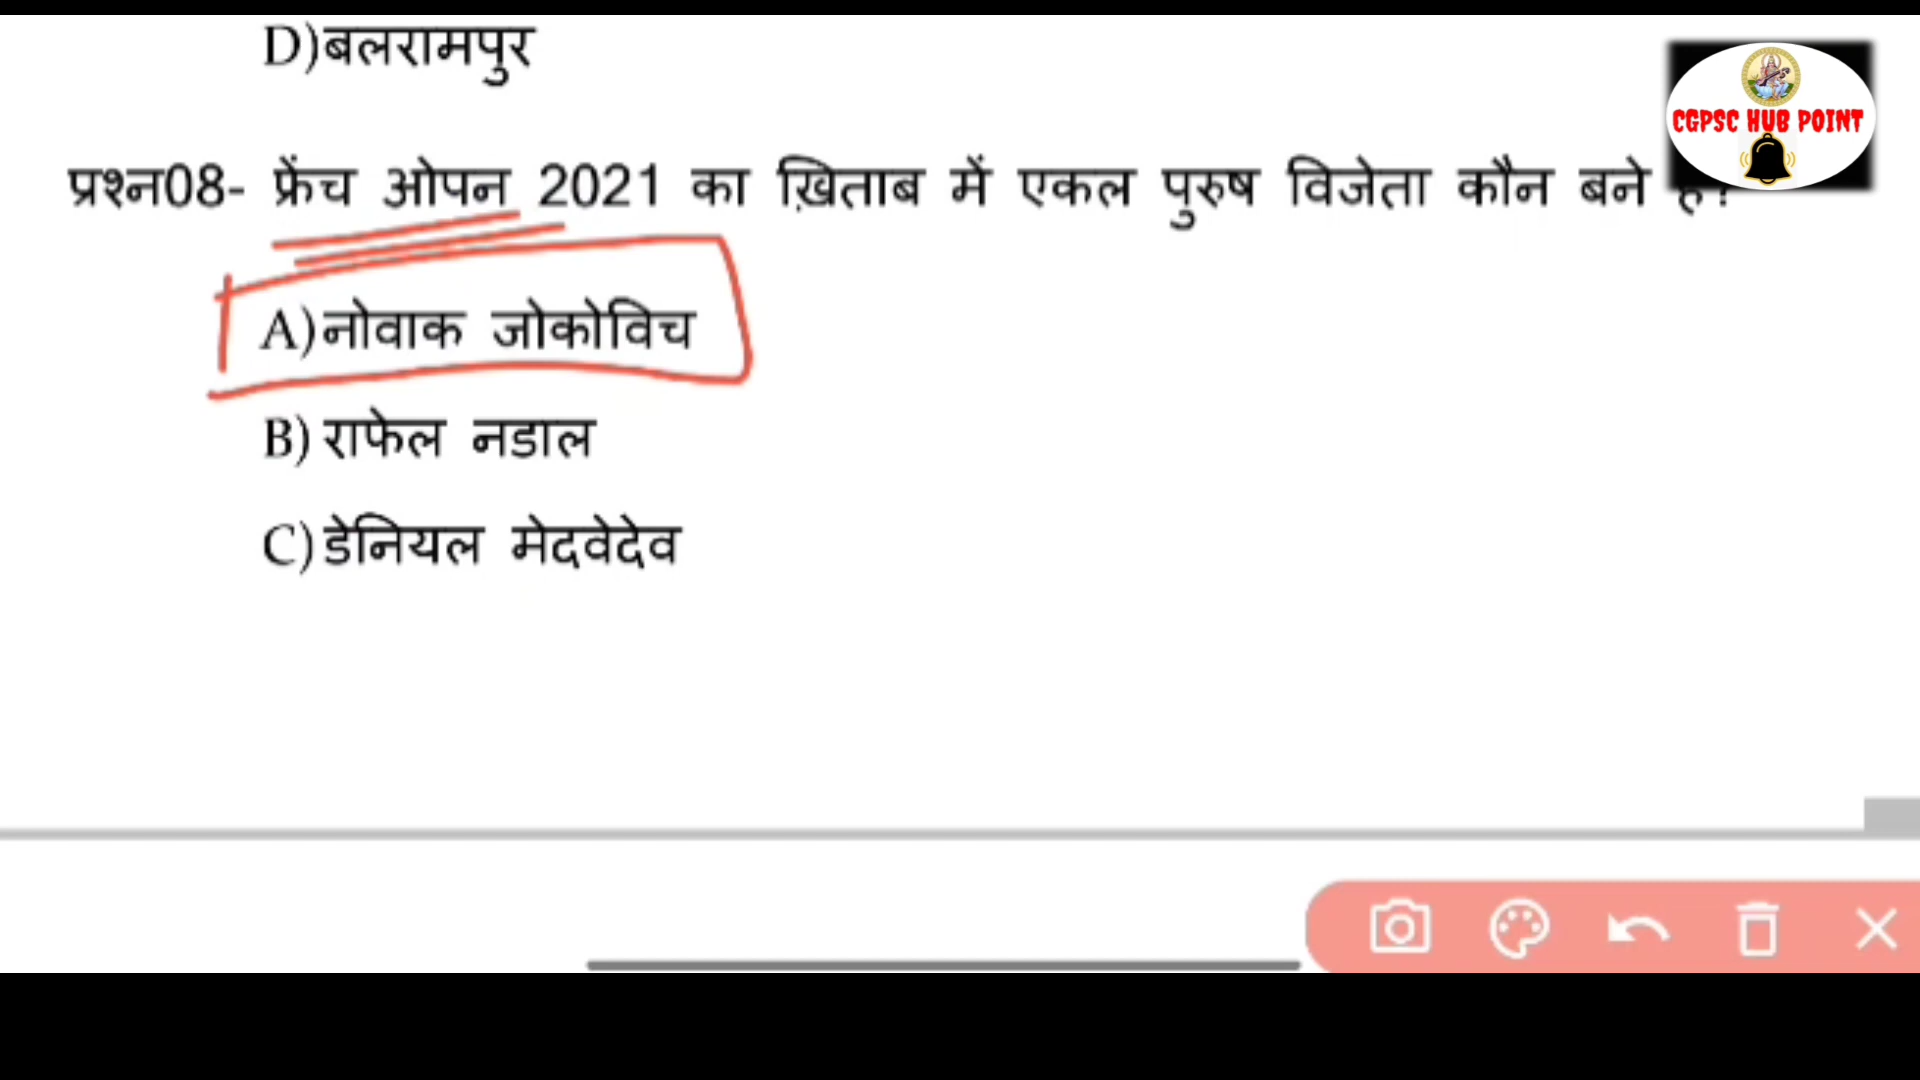 D)बलरामपुर
CGPSC HUB POINT
प्रश्न08- फ्रेंच ओपन 2021 का ख़िताब में एकल पुरुष विजेता कौन बने
A)नोवाक जोकोविच
B) राफेल नडाल
C)डेनियल मेदवेदेव